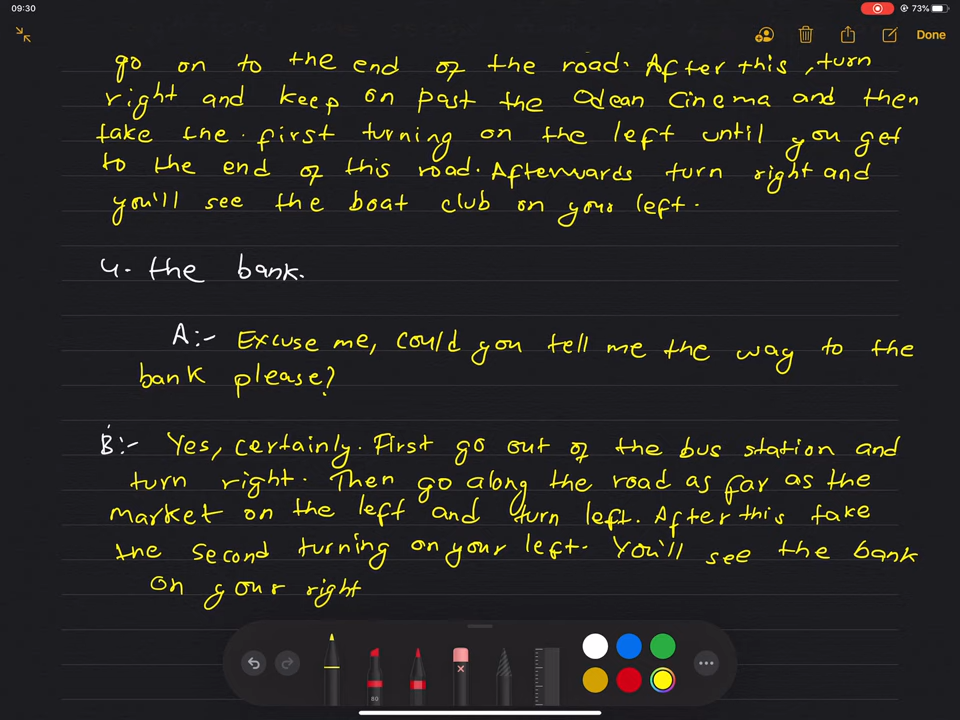 09:30
73%
Done
go on to the end of the road. After this, turn
right and keep on past the Odean Cinema and then
take the first turning on the left until you get
to the end of this road. Afterwards turn right and
you'll see the boat club on your left.
4. the bank.
A:- Excuse me, could you tell me the way to the
bank please?
B:- Yes, certainly. First go out of the bus station and
turn right. Then go along the road as far as the
market on the left and turn left. After this take
the second turning on your left. You'll see the bank
on your right
80